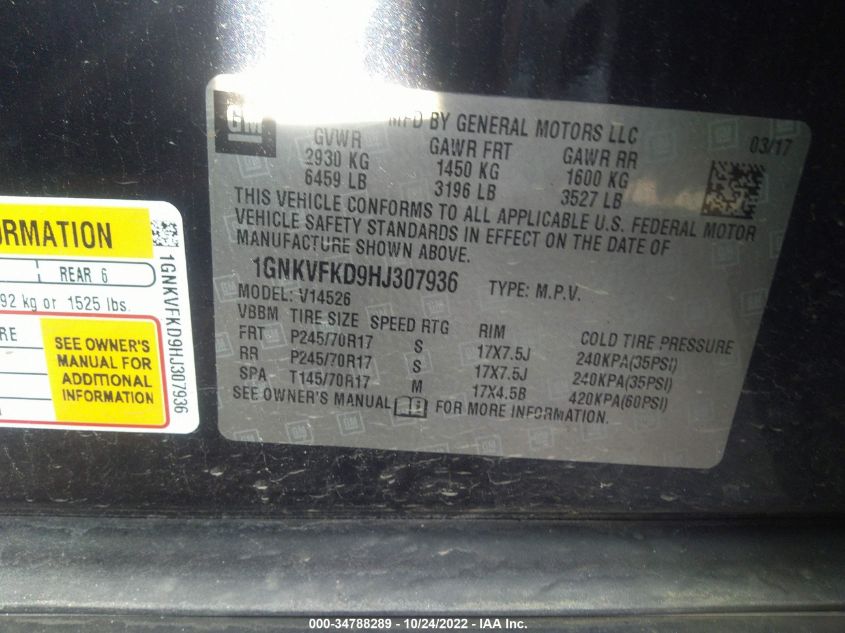 GM
MFD BY GENERAL MOTORS LLC
03/17
GVWR GAWR FRT GAWR RR
2930 KG 1450 KG 1600 KG
6459 LB 3196 LB 3527 LB
THIS VEHICLE CONFORMS TO ALL APPLICABLE U.S. FEDERAL MOTOR
VEHICLE SAFETY STANDARDS IN EFFECT ON THE DATE OF
MANUFACTURE SHOWN ABOVE.
1GNKVFKD9HJ307936 TYPE: M.P.V.
MODEL: V14526
VBBM TIRE SIZE SPEED RTG RIM COLD TIRE PRESSURE
FRT P245/70R17 S 17X7.5J 240KPA(35PSI)
RR P245/70R17 S 17X7.5J 240KPA(35PSI)
SPA T145/70R17 M 17X4.5B 420KPA(60PSI)
SEE OWNER'S MANUAL FOR MORE INFORMATION.
ORMATION
REAR 6
92 kg or 1525 lbs.
RE
SEE OWNER'S
MANUAL FOR
ADDITIONAL
INFORMATION
1GNKVFKD9HJ307936
000-34788289 - 10/24/2022 - IAA Inc.